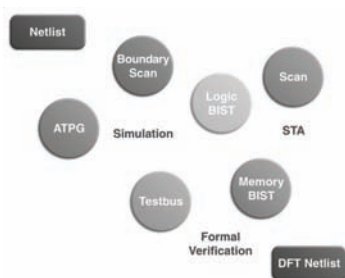 Netlist
Boundary
Scan
Scan
Logic
BIST
ATPG
Simulation
STA
Memory
BIST
Testbus
Formal
Verification
DFT Netlist